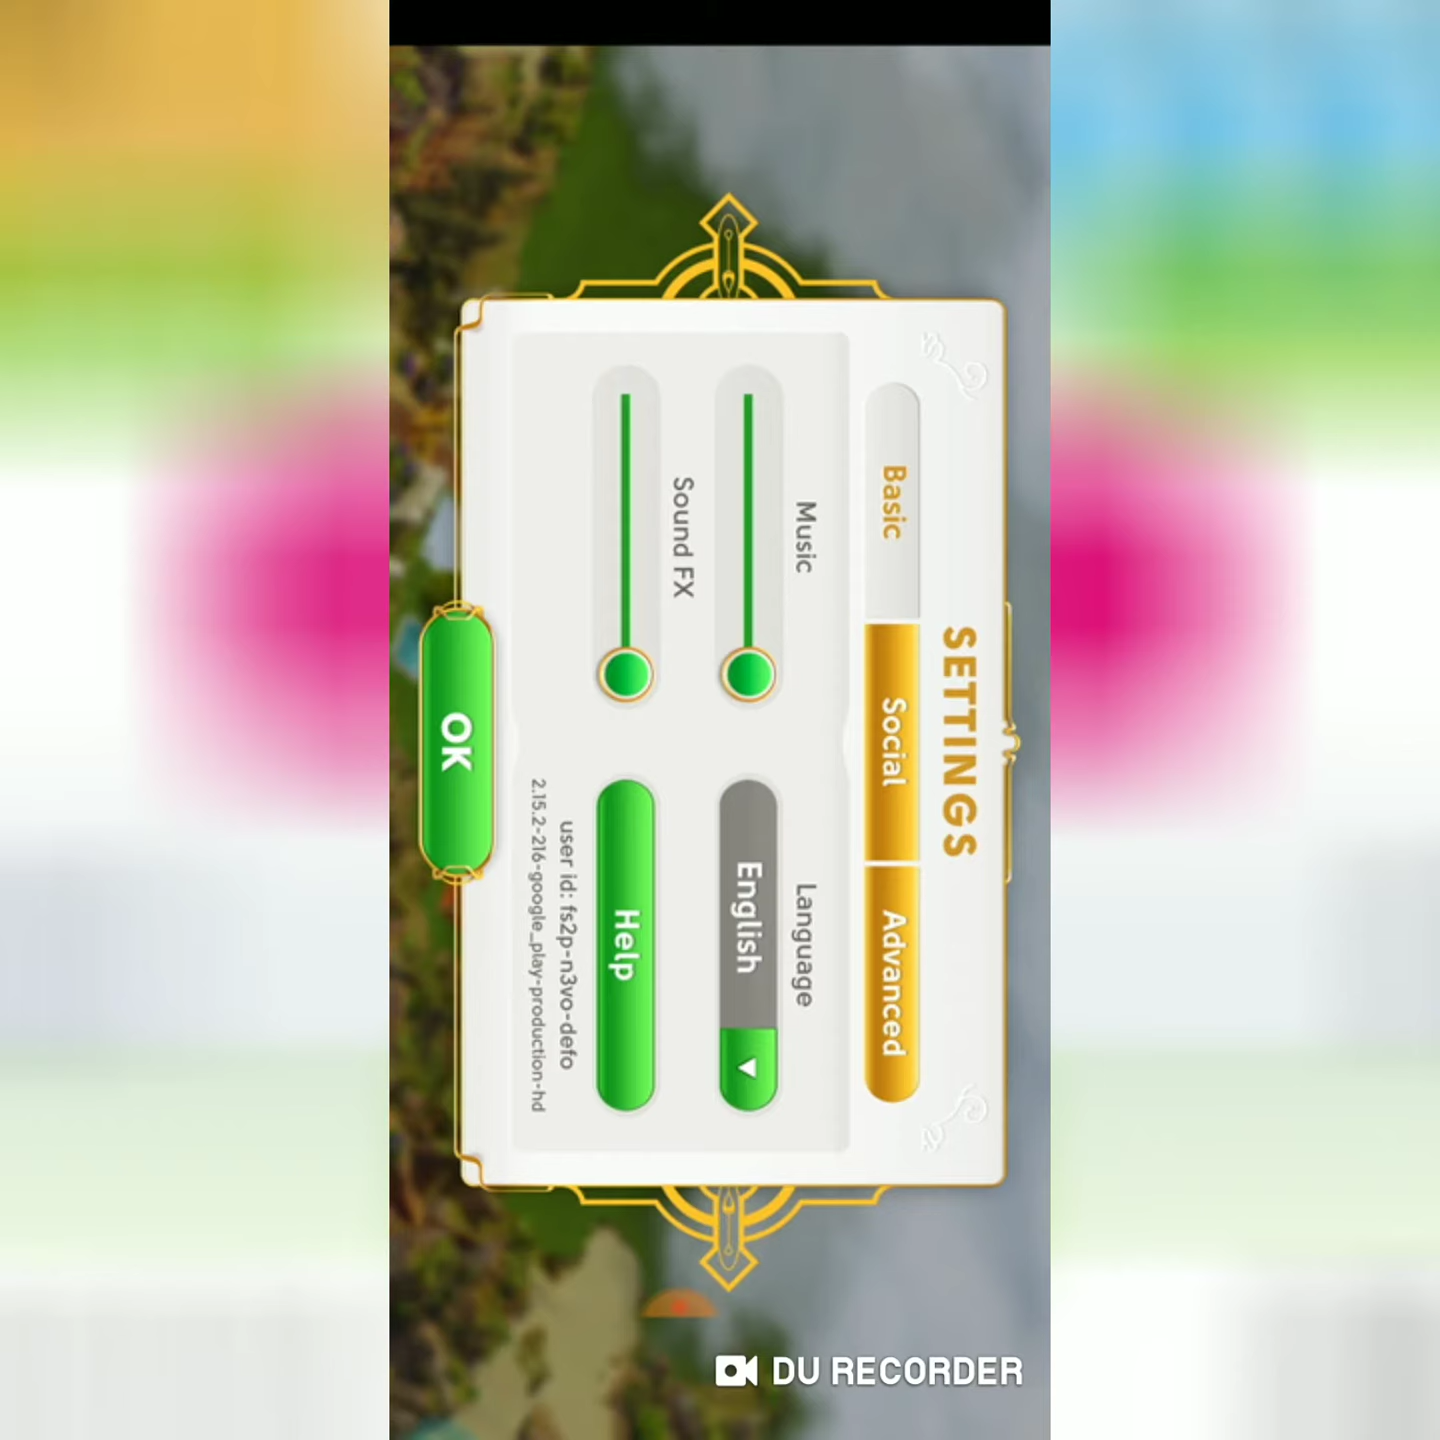 SETTINGS
Basic
Social
Advanced
Music
Language
English
Sound FX
Help
user id: fs2p-n3vo-defo
2.15.2-216-google_play-production-hd
OK
DU RECORDER